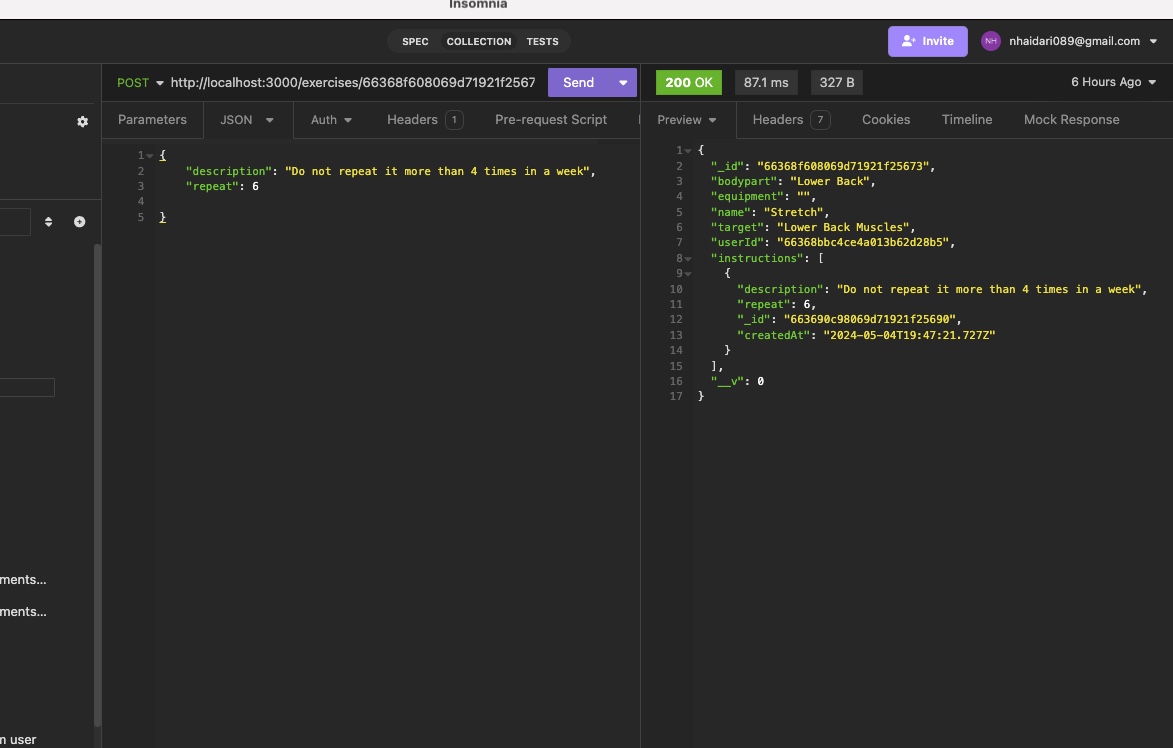 Insomnia
SPEC COLLECTION TESTS
Invite
NH nhaidari089@gmail.com
POST http://localhost:3000/exercises/66368f608069d71921f2567
Send
200 OK 87.1 ms 327 B
6 Hours Ago
Parameters JSON Auth Headers 1 Pre-request Script
Preview Headers 7 Cookies Timeline Mock Response
1 {
2 "description": "Do not repeat it more than 4 times in a week",
3 "repeat": 6
4
5 }
1 {
2 "_id": "66368f608069d71921f25673",
3 "bodypart": "Lower Back",
4 "equipment": "",
5 "name": "Stretch",
6 "target": "Lower Back Muscles",
7 "userId": "66368bbc4ce4a013b62d28b5",
8 "instructions": [
9 {
10 "description": "Do not repeat it more than 4 times in a week",
11 "repeat": 6,
12 "_id": "663690c98069d71921f25690",
13 "createdAt": "2024-05-04T19:47:21.727Z"
14 }
15 ],
16 "__v": 0
17 }
ments...
ments...
m user